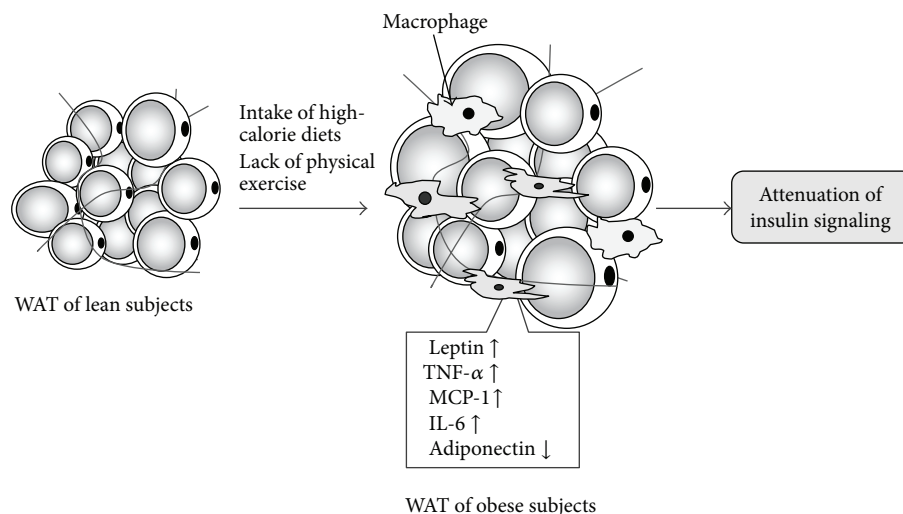 Macrophage
Intake of high-
calorie diets
Lack of physical
exercise
Attenuation of
insulin signaling
WAT of lean subjects
Leptin ↑
TNF-α ↑
MCP-1 ↑
IL-6 ↑
Adiponectin ↓
WAT of obese subjects